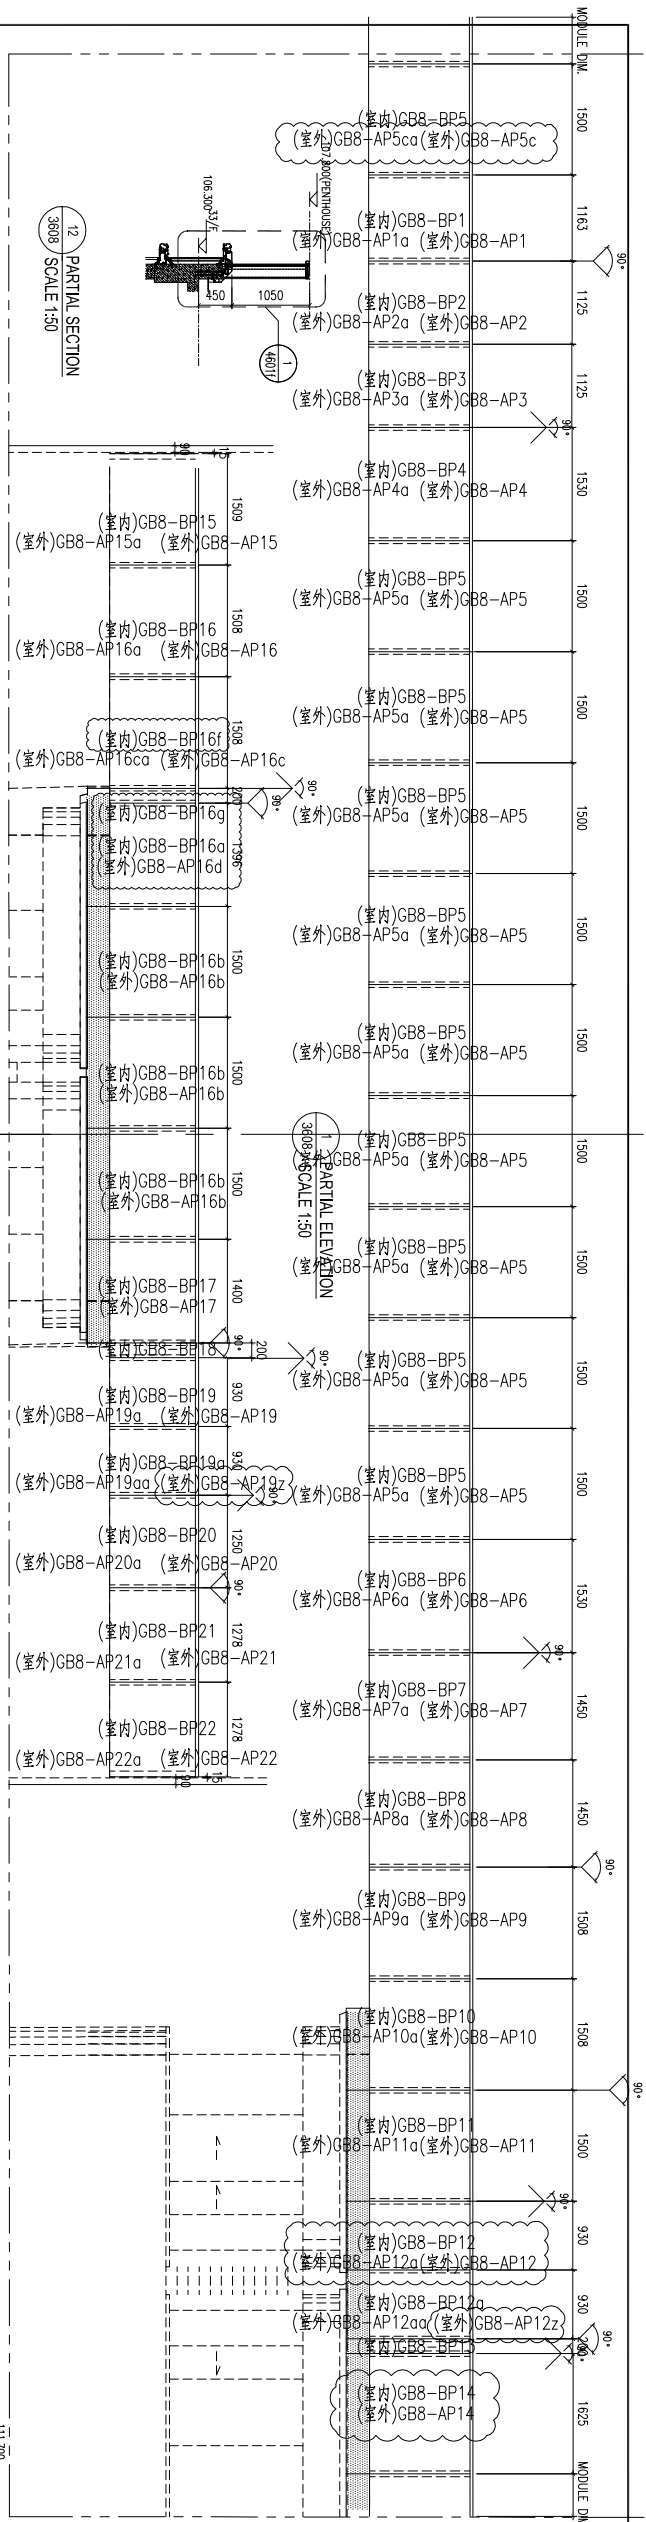 MODULE DIM.
1500
(室内)GB8-BP5
(室外)GB8-AP5ca(室外)GB8-AP5c
1163
(室内)GB8-BP1
(室外)GB8-AP1a (室外)GB8-AP1
90°
1125
(室内)GB8-BP2
(室外)GB8-AP2a (室外)GB8-AP2
1125
(室内)GB8-BP3
(室外)GB8-AP3a (室外)GB8-AP3
90°
1530
(室内)GB8-BP4
(室外)GB8-AP4a (室外)GB8-AP4
1500
(室内)GB8-BP5
(室外)GB8-AP5a (室外)GB8-AP5
1500
(室内)GB8-BP5
(室外)GB8-AP5a (室外)GB8-AP5
1500
(室内)GB8-BP5
(室外)GB8-AP5a (室外)GB8-AP5
1500
(室内)GB8-BP5
(室外)GB8-AP5a (室外)GB8-AP5
1500
(室内)GB8-BP5
(室外)GB8-AP5a (室外)GB8-AP5
1500
(室内)GB8-BP5
(室外)GB8-AP5a (室外)GB8-AP5
1500
(室内)GB8-BP5
(室外)GB8-AP5a (室外)GB8-AP5
1500
(室内)GB8-BP5
(室外)GB8-AP5a (室外)GB8-AP5
1500
(室内)GB8-BP5
(室外)GB8-AP5a (室外)GB8-AP5
1530
(室内)GB8-BP6
(室外)GB8-AP6a (室外)GB8-AP6
90°
1450
(室内)GB8-BP7
(室外)GB8-AP7a (室外)GB8-AP7
1450
(室内)GB8-BP8
(室外)GB8-AP8a (室外)GB8-AP8
90°
1508
(室内)GB8-BP9
(室外)GB8-AP9a (室外)GB8-AP9
1508
(室内)GB8-BP10
(室外)GB8-AP10a(室外)GB8-AP10
90°
1500
(室内)GB8-BP11
(室外)GB8-AP11a(室外)GB8-AP11
90°
930
(室内)GB8-BP12
(室外)GB8-AP12a(室外)GB8-AP12
930
(室内)GB8-BP12a
(室外)GB8-AP12aa(室外)GB8-AP12z
90°
200
90°
(室内)GB8-BP13
1625
(室内)GB8-BP14
(室外)GB8-AP14
MODULE DIM
107.800(PENTHOUSE)
106.300 33/F
450
1050
1
4601f
12
3608
PARTIAL SECTION
SCALE 1:50
1
PARTIAL ELEVATION
SCALE 1:50
90
15
1509
(室内)GB8-BP15
(室外)GB8-AP15a (室外)GB8-AP15
1508
(室内)GB8-BP16
(室外)GB8-AP16a (室外)GB8-AP16
1508
(室内)GB8-BP16f
(室外)GB8-AP16ca (室外)GB8-AP16c
90°
200
90°
(室内)GB8-BP16g
1396
(室内)GB8-BP16a
(室外)GB8-AP16d
1500
(室内)GB8-BP16b
(室外)GB8-AP16b
1500
(室内)GB8-BP16b
(室外)GB8-AP16b
1500
(室内)GB8-BP16b
(室外)GB8-AP16b
1400
(室内)GB8-BP17
(室外)GB8-AP17
90°
200
90°
(室内)GB8-BP18
930
(室内)GB8-BP19
(室外)GB8-AP19a (室外)GB8-AP19
930
(室内)GB8-BP19a
(室外)GB8-AP19aa (室外)GB8-AP19z
90°
1250
(室内)GB8-BP20
(室外)GB8-AP20a (室外)GB8-AP20
90°
1278
(室内)GB8-BP21
(室外)GB8-AP21a (室外)GB8-AP21
1278
(室内)GB8-BP22
(室外)GB8-AP22a (室外)GB8-AP22
90
15